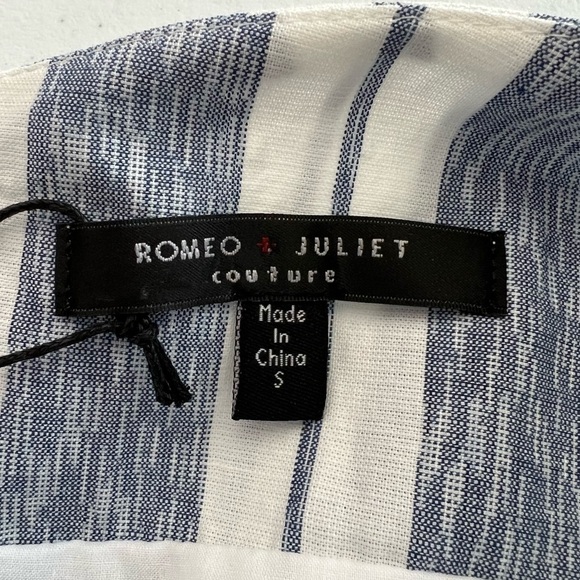 ROMEO + JULIET
couture
Made
In
China
S